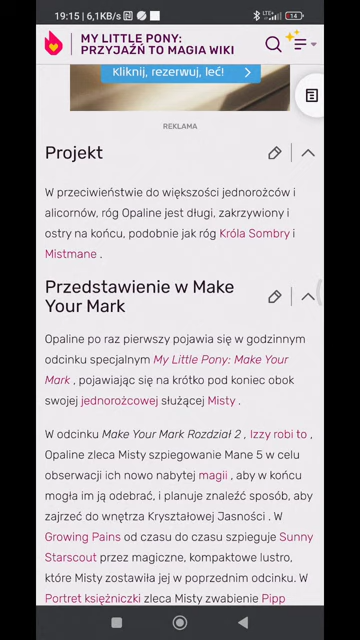 19:15 | 6,1KB/s
LTE
14
MY LITTLE PONY:
PRZYJAŹŃ TO MAGIA WIKI
Kliknij, rezerwuj, leć!
REKLAMA
Projekt
W przeciwieństwie do większości jednorożców i
alicornów, róg Opaline jest długi, zakrzywiony i
ostry na końcu, podobnie jak róg Króla Sombry i
Mistmane .
Przedstawienie w Make
Your Mark
Opaline po raz pierwszy pojawia się w godzinnym
odcinku specjalnym My Little Pony: Make Your
Mark , pojawiając się na krótko pod koniec obok
swojej jednorożcowej służącej Misty .
W odcinku Make Your Mark Rozdział 2 , Izzy robi to ,
Opaline zleca Misty szpiegowanie Mane 5 w celu
obserwacji ich nowo nabytej magii , aby w końcu
mogła im ją odebrać, i planuje znaleźć sposób, aby
zajrzeć do wnętrza Kryształowej Jasności . W
Growing Pains od czasu do czasu szpieguje Sunny
Starscout przez magiczne, kompaktowe lustro,
które Misty zostawiła jej w poprzednim odcinku. W
Portret księżniczki zleca Misty zwabienie Pipp